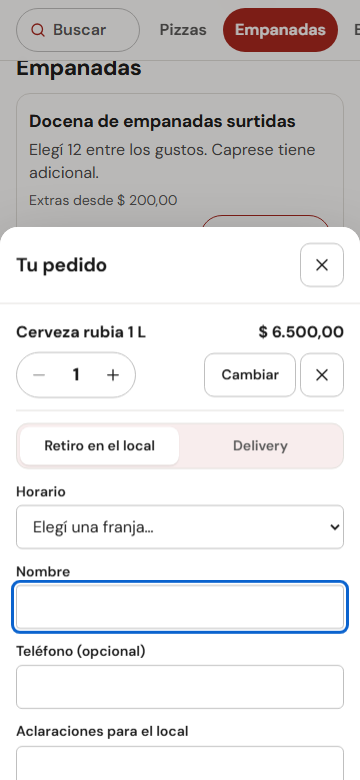 Buscar
Pizzas
Empanadas
Empanadas
Docena de empanadas surtidas
Elegí 12 entre los gustos. Caprese tiene
adicional.
Extras desde $ 200,00
Tu pedido
Cerveza rubia 1 L
$ 6.500,00
1
Cambiar
Retiro en el local
Delivery
Horario
Elegí una franja...
Nombre
Teléfono (opcional)
Aclaraciones para el local